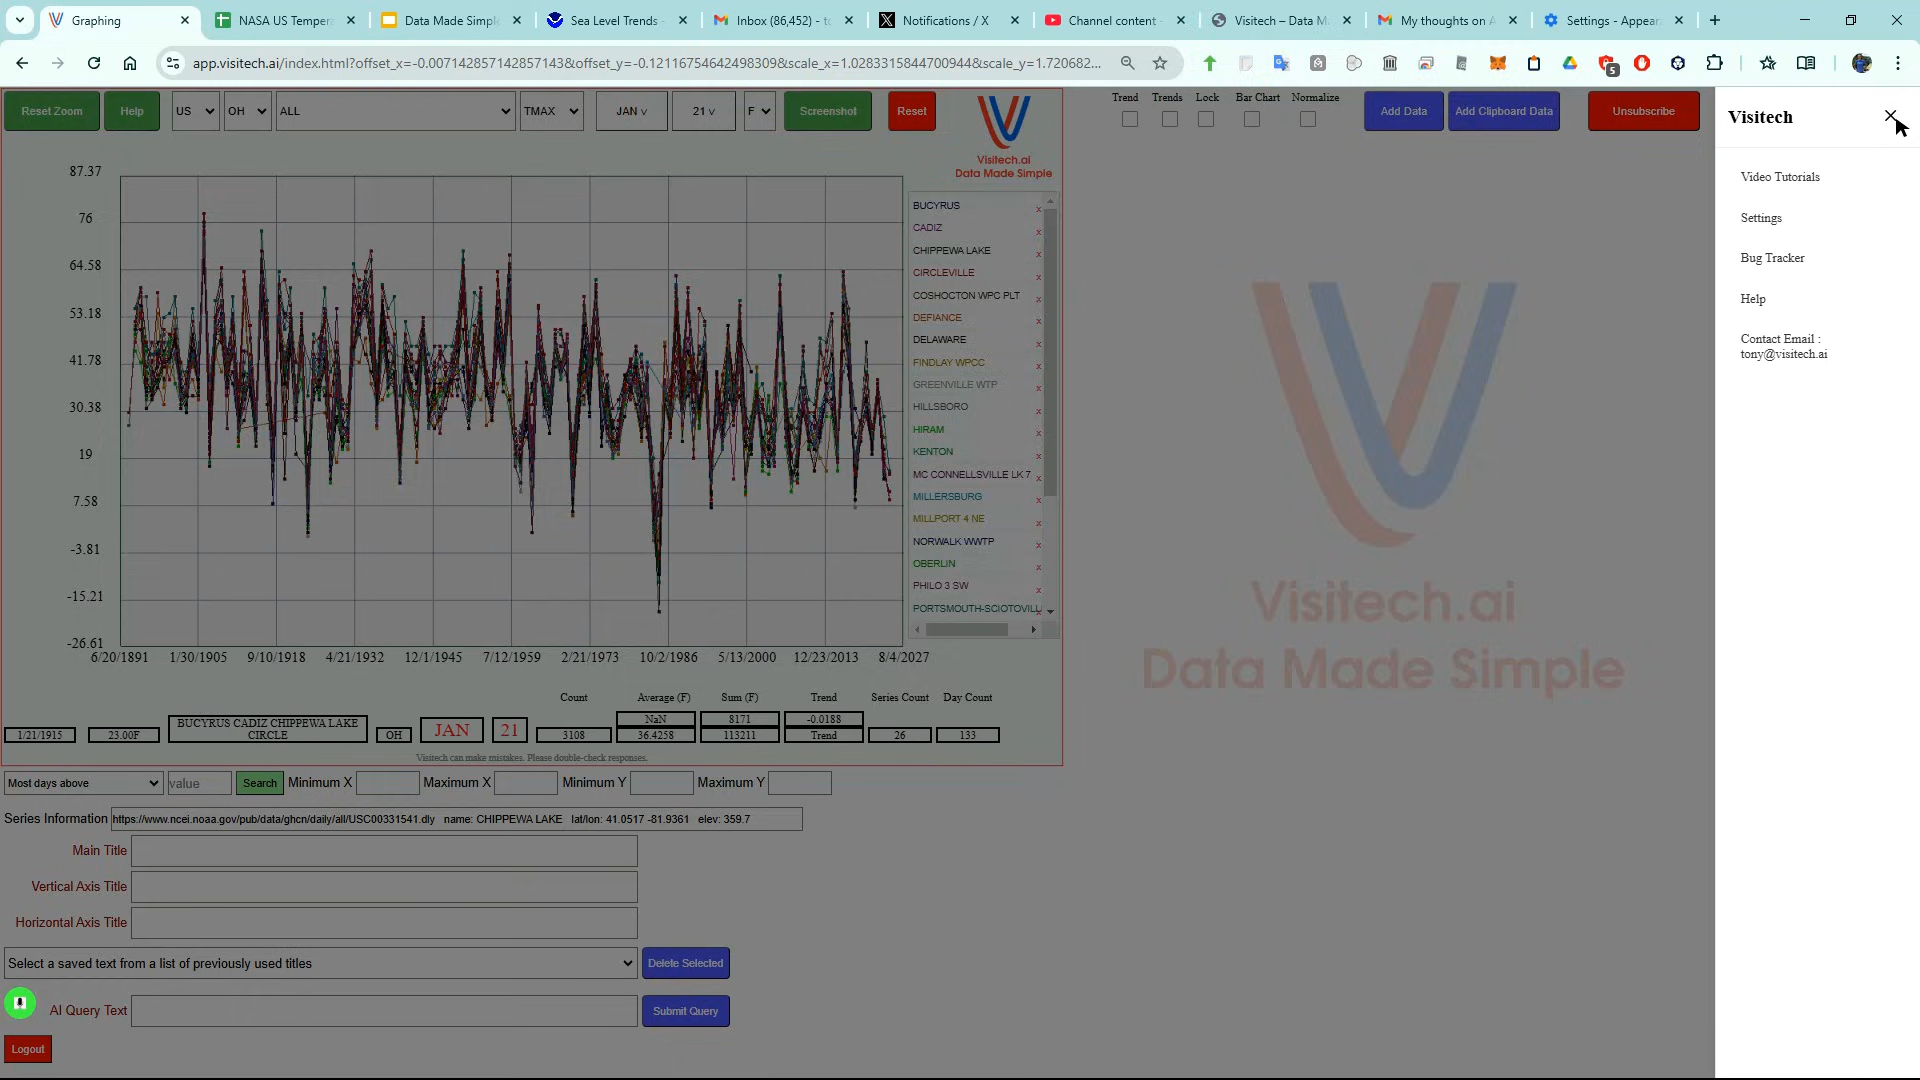 Graphing
NASA US Tempera
Data Made Simpl
Sea Level Trends -
Inbox (86,452) - t
Notifications / X
Channel content -
Visitech – Data M
My thoughts on A
Settings - Appear
app.visitech.ai/index.html?offset_x=-0.007142857142857143&offset_y=-0.121167546424983​09&scale_x=1.02833158447009​44&scale_y=1.720682...
5
Reset Zoom
Help
US
OH
ALL
TMAX
JAN v
21 v
F
Screenshot
Reset
Trend
Trends
Lock
Bar Chart
Normalize
Add Data
Add Clipboard Data
Unsubscribe
Visitech
Video Tutorials
Settings
Bug Tracker
Help
Contact Email :
tony@visitech.ai
Visitech.ai
Data Made Simple
87.37
76
64.58
53.18
41.78
30.38
19
7.58
-3.81
-15.21
-26.61
6/20/1891
1/30/1905
9/10/1918
4/21/1932
12/1/1945
7/12/1959
2/21/1973
10/2/1986
5/13/2000
12/23/2013
8/4/2027
BUCYRUS x
CADIZ x
CHIPPEWA LAKE x
CIRCLEVILLE x
COSHOCTON WPC PLT x
DEFIANCE x
DELAWARE x
FINDLAY WPCC x
GREENVILLE WTP x
HILLSBORO x
HIRAM x
KENTON x
MC CONNELLSVILLE LK 7 x
MILLERSBURG x
MILLPORT 4 NE x
NORWALK WWTP x
OBERLIN x
PHILO 3 SW x
PORTSMOUTH-SCIOTOVILL x
Visitech.ai
Data Made Simple
Count
Average (F)
Sum (F)
Trend
Series Count
Day Count
1/21/1915
23.00F
BUCYRUS CADIZ CHIPPEWA LAKE
CIRCLE
OH
JAN
21
3108
NaN
36.4258
8171
113211
-0.0188
Trend
26
133
Visitech can make mistakes. Please double-check responses.
Most days above
value
Search
Minimum X
Maximum X
Minimum Y
Maximum Y
Series Information
https://www.ncei.noaa.gov/pub/data/ghcn/daily/all/USC00331541.dly name: CHIPPEWA LAKE lat/lon: 41.0517 -81.9361 elev: 359.7
Main Title
Vertical Axis Title
Horizontal Axis Title
Select a saved text from a list of previously used titles
Delete Selected
AI Query Text
Submit Query
Logout